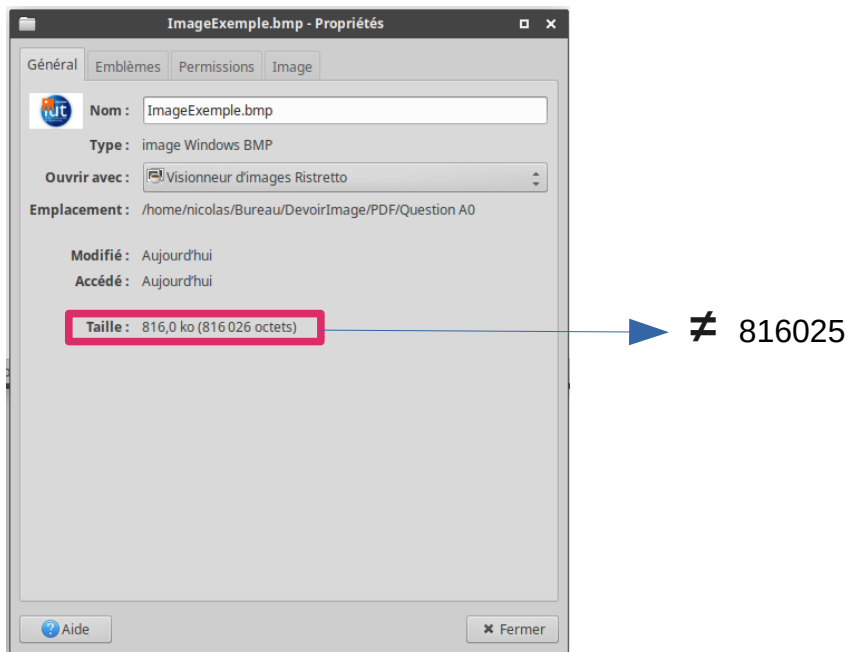 ImageExemple.bmp - Propriétés
Général Emblèmes Permissions Image
iut Nom : ImageExemple.bmp
Type : image Windows BMP
Ouvrir avec : Visionneur d'images Ristretto
Emplacement : /home/nicolas/Bureau/DevoirImage/PDF/Question A0
Modifié : Aujourd'hui
Accédé : Aujourd'hui
Taille : 816,0 ko (816 026 octets) ≠ 816025
Aide Fermer